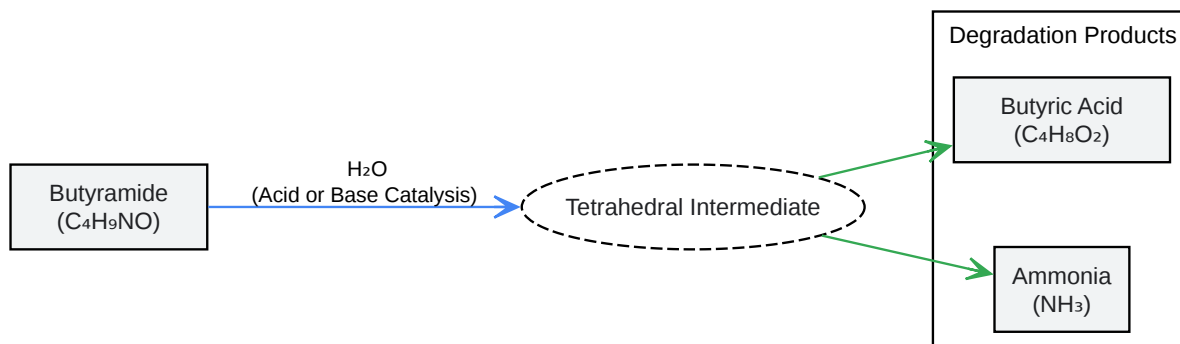 Degradation Products
Butyric Acid
(C₄H₈O₂)
H₂O
(Acid or Base Catalysis)
Butyramide
(C₄H₉NO)
Tetrahedral Intermediate
Ammonia
(NH₃)